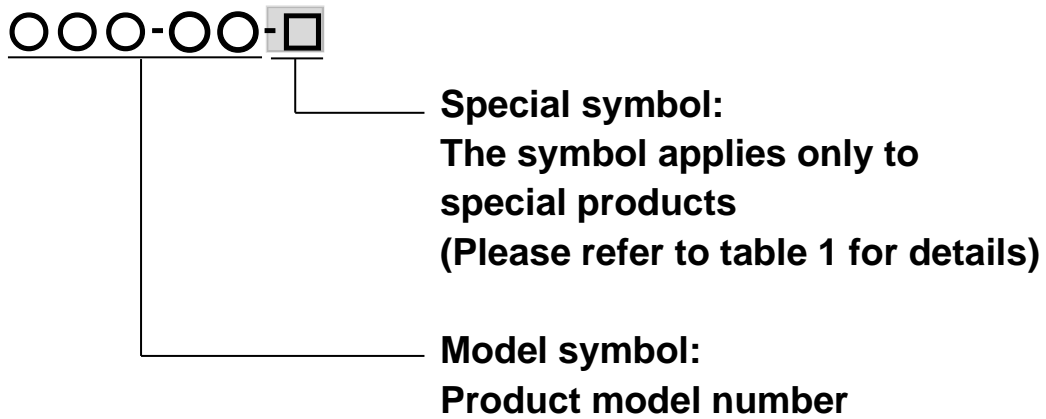 ○○○-○○-□
Special symbol:
The symbol applies only to
special products
(Please refer to table 1 for details)
Model symbol:
Product model number